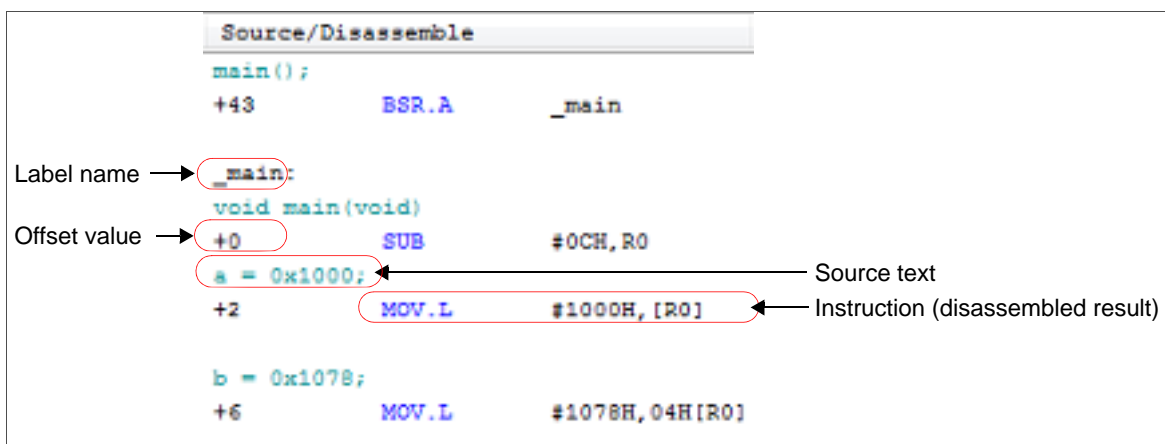 Source/Disassemble
main();
+43 BSR.A _main
Label name _main:
void main(void)
Offset value +0 SUB #0CH,R0
a = 0x1000; Source text
+2 MOV.L #1000H,[R0] Instruction (disassembled result)
b = 0x1078;
+6 MOV.L #1078H,04H[R0]